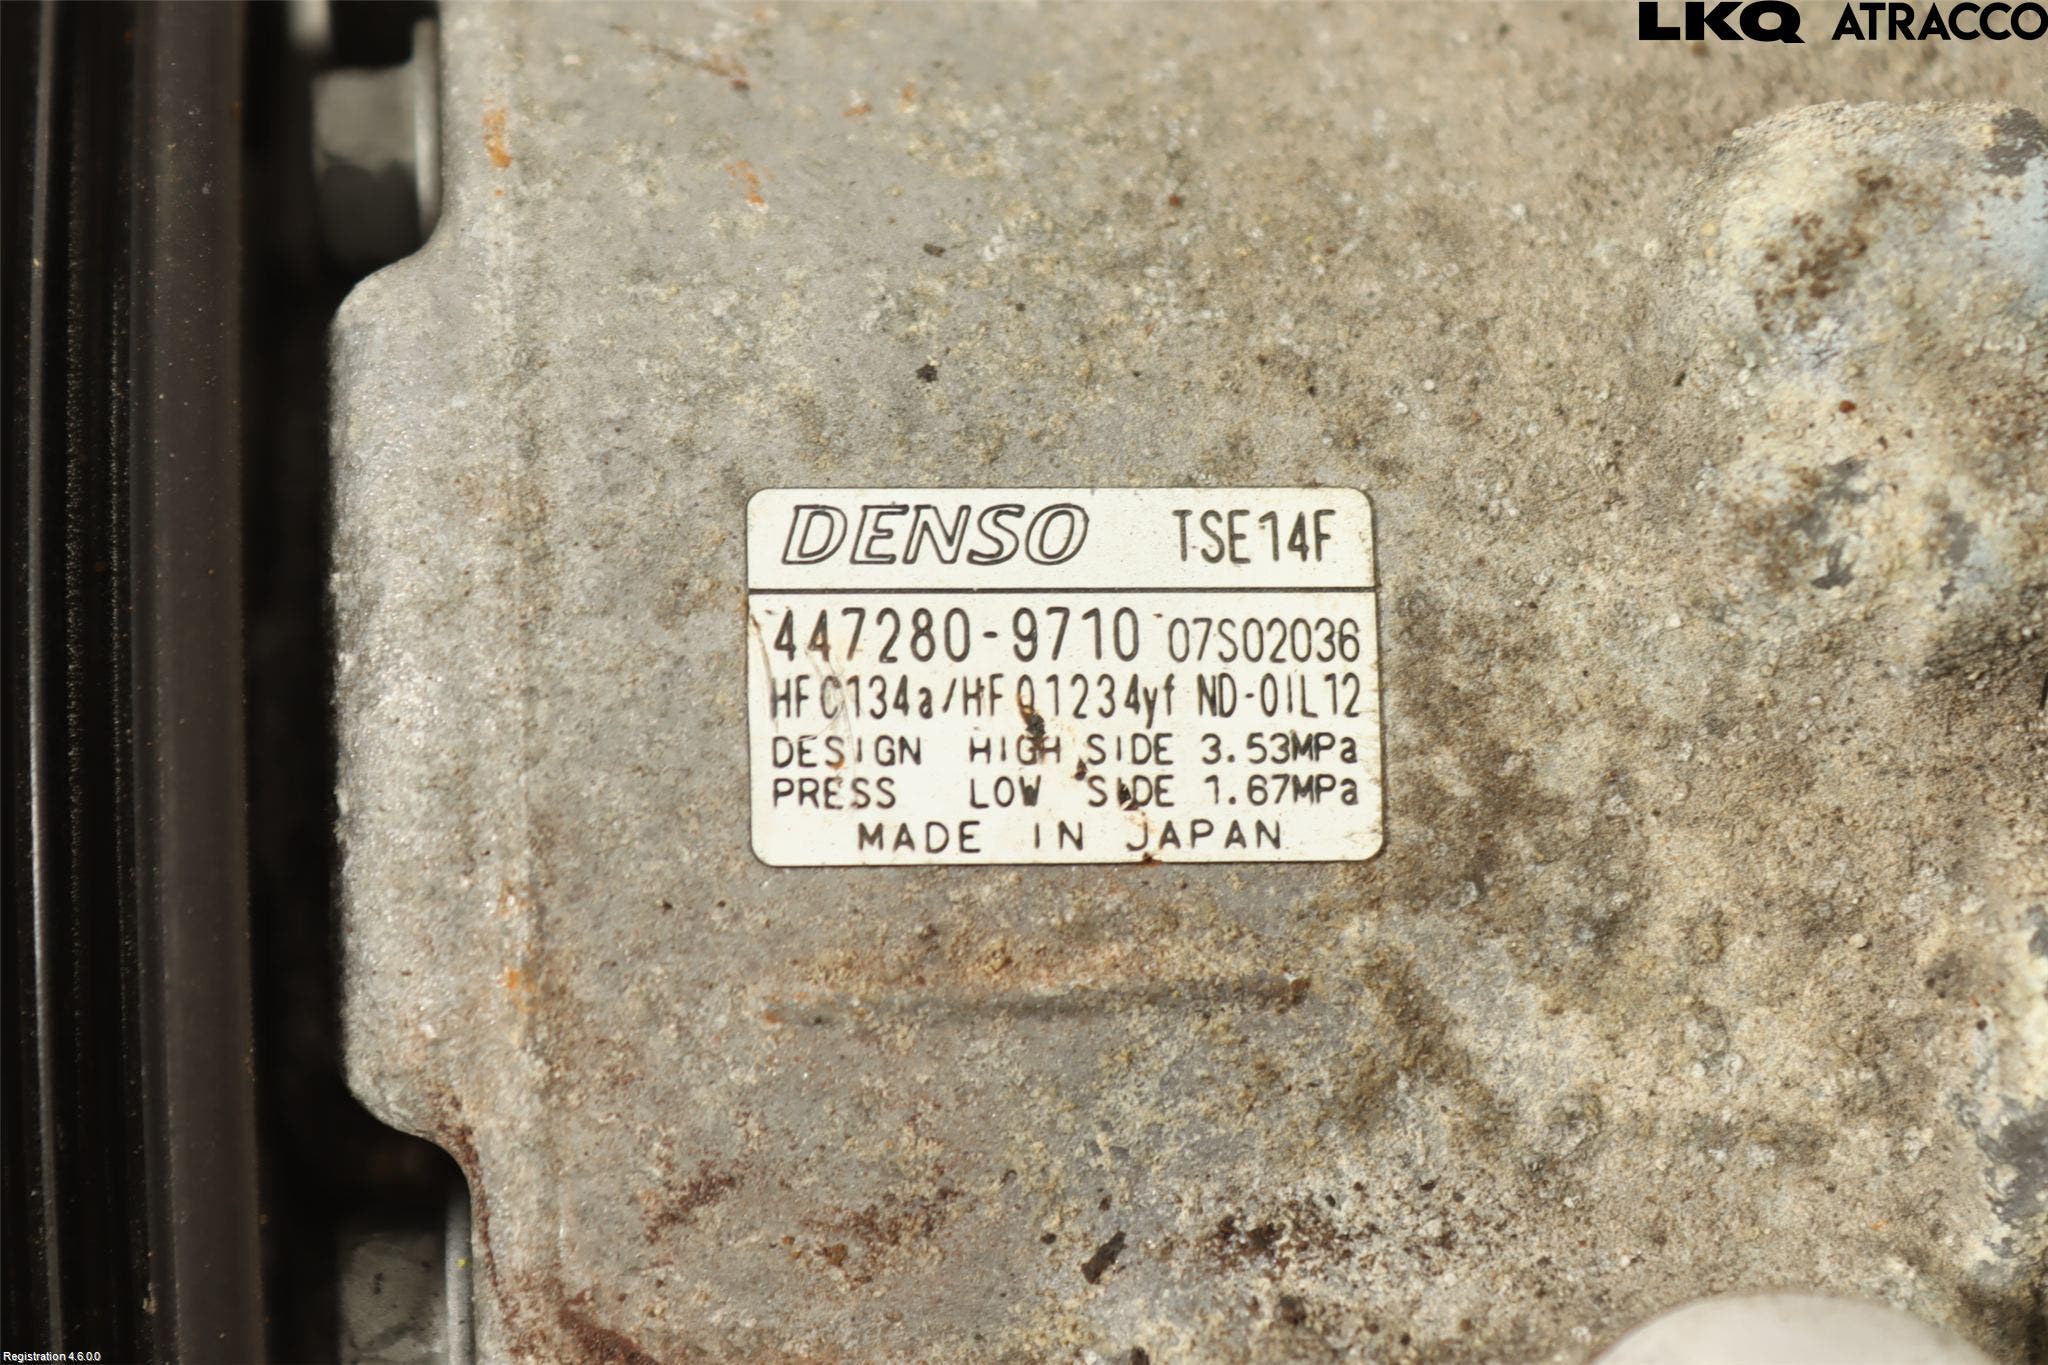 LKQ ATRACCO
DENSO TSE14F
447280-9710 07S02036
HFC134a/HFO1234yf ND-OIL12
DESIGN HIGH SIDE 3.53MPa
PRESS LOW SIDE 1.67MPa
MADE IN JAPAN
Registration 4.6.0.0